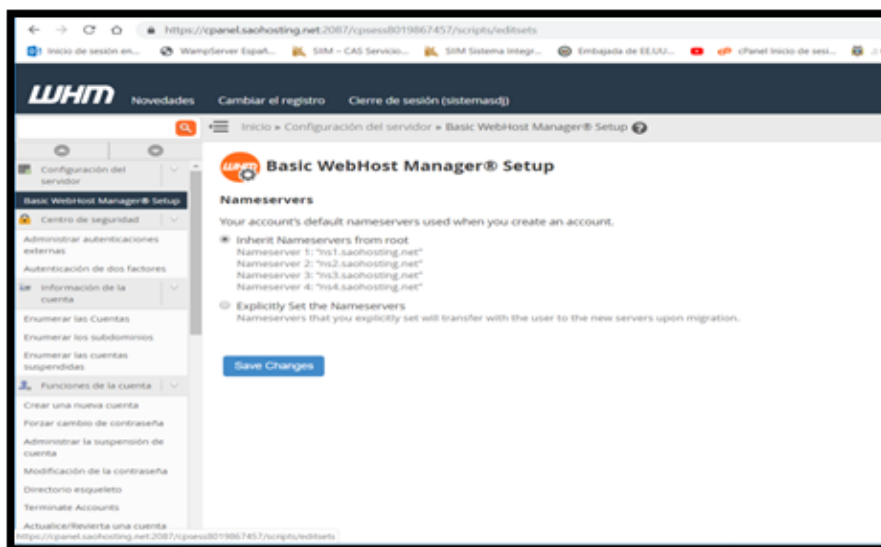 https://cpanel.saohosting.net:2087/cpsess8019867457/scripts/editsets
Inicio de sesión en...
WampServer Españ...
SIIM – CAS Servicio...
SIIM Sistema Integr...
Embajada de EE.UU...
cPanel Inicio de sesi...
WHM
Novedades
Cambiar el registro
Cierre de sesión (sistemasdj)
Inicio » Configuración del servidor » Basic WebHost Manager® Setup
Configuración del servidor
Basic WebHost Manager® Setup
Centro de seguridad
Administrar autenticaciones externas
Autenticación de dos factores
Información de la cuenta
Enumerar las Cuentas
Enumerar los subdominios
Enumerar las cuentas suspendidas
Funciones de la cuenta
Crear una nueva cuenta
Forzar cambio de contraseña
Administrar la suspensión de cuenta
Modificación de la contraseña
Directorio esqueleto
Terminate Accounts
Actualice/Revierta una cuenta
https://cpanel.saohosting.net:2087/cpsess8019867457/scripts/editsets
Basic WebHost Manager® Setup
Nameservers
Your account's default nameservers used when you create an account.
Inherit Nameservers from root
Nameserver 1: "ns1.saohosting.net"
Nameserver 2: "ns2.saohosting.net"
Nameserver 3: "ns3.saohosting.net"
Nameserver 4: "ns4.saohosting.net"
Explicitly Set the Nameservers
Nameservers that you explicitly set will transfer with the user to the new servers upon migration.
Save Changes